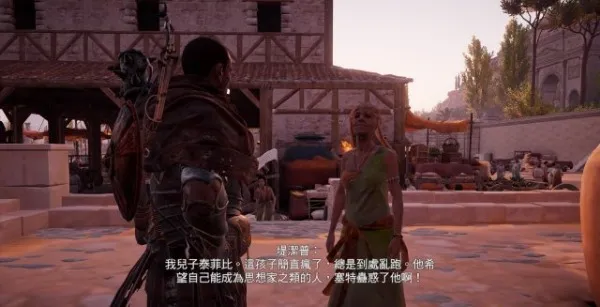 緹潔普：
我兒子泰菲比。這孩子簡直瘋了，總是到處亂跑。他希
望自己能成為思想家之類的人，塞特蠱惑了他啊！